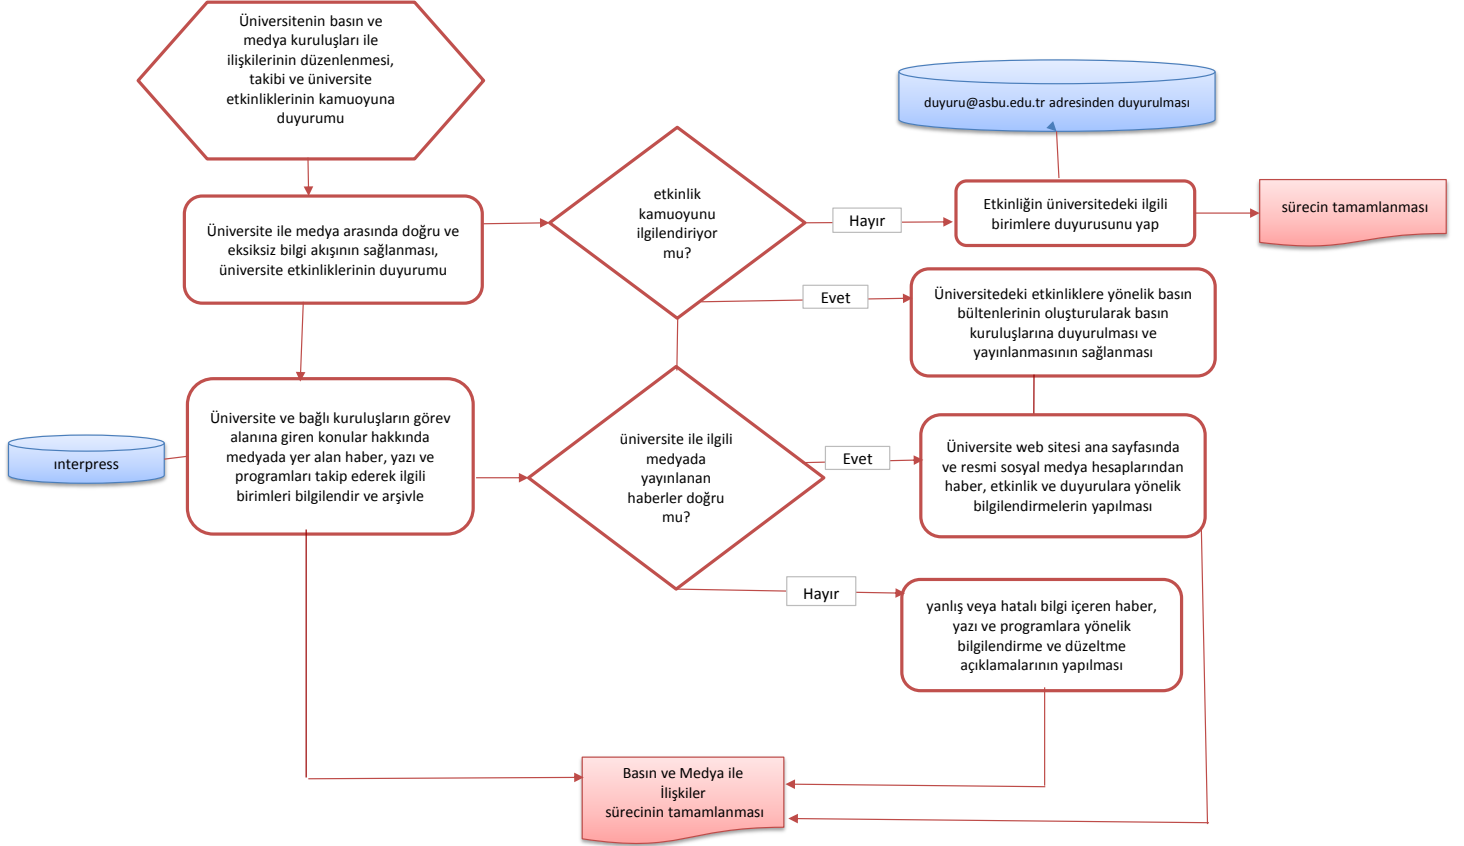 Üniversitenin basın ve
medya kuruluşları ile
ilişkilerinin düzenlenmesi,
takibi ve üniversite
etkinliklerinin kamuoyuna
duyurumu
duyuru@asbu.edu.tr adresinden duyurulması
Üniversite ile medya arasında doğru ve
eksiksiz bilgi akışının sağlanması,
üniversite etkinliklerinin duyurumu
etkinlik
kamuoyunu
ilgilendiriyor
mu?
Hayır
Etkinliğin üniversitedeki ilgili
birimlere duyurusunu yap
sürecin tamamlanması
Evet
Üniversitedeki etkinliklere yönelik basın
bültenlerinin oluşturularak basın
kuruluşlarına duyurulması ve
yayınlanmasının sağlanması
ınterpress
Üniversite ve bağlı kuruluşların görev
alanına giren konular hakkında
medyada yer alan haber, yazı ve
programları takip ederek ilgili
birimleri bilgilendir ve arşivle
üniversite ile ilgili
medyada
yayınlanan
haberler doğru
mu?
Evet
Üniversite web sitesi ana sayfasında
ve resmi sosyal medya hesaplarından
haber, etkinlik ve duyurulara yönelik
bilgilendirmelerin yapılması
Hayır
yanlış veya hatalı bilgi içeren haber,
yazı ve programlara yönelik
bilgilendirme ve düzeltme
açıklamalarının yapılması
Basın ve Medya ile
İlişkiler
sürecinin tamamlanması